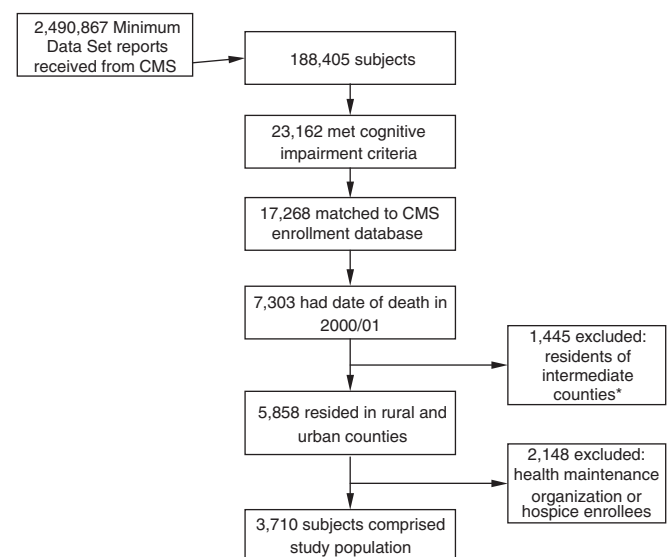 2,490,867 Minimum
Data Set reports
received from CMS
188,405 subjects
23,162 met cognitive
impairment criteria
17,268 matched to CMS
enrollment database
7,303 had date of death in
2000/01
1,445 excluded:
residents of
intermediate
counties*
5,858 resided in rural and
urban counties
2,148 excluded:
health maintenance
organization or
hospice enrollees
3,710 subjects comprised
study population